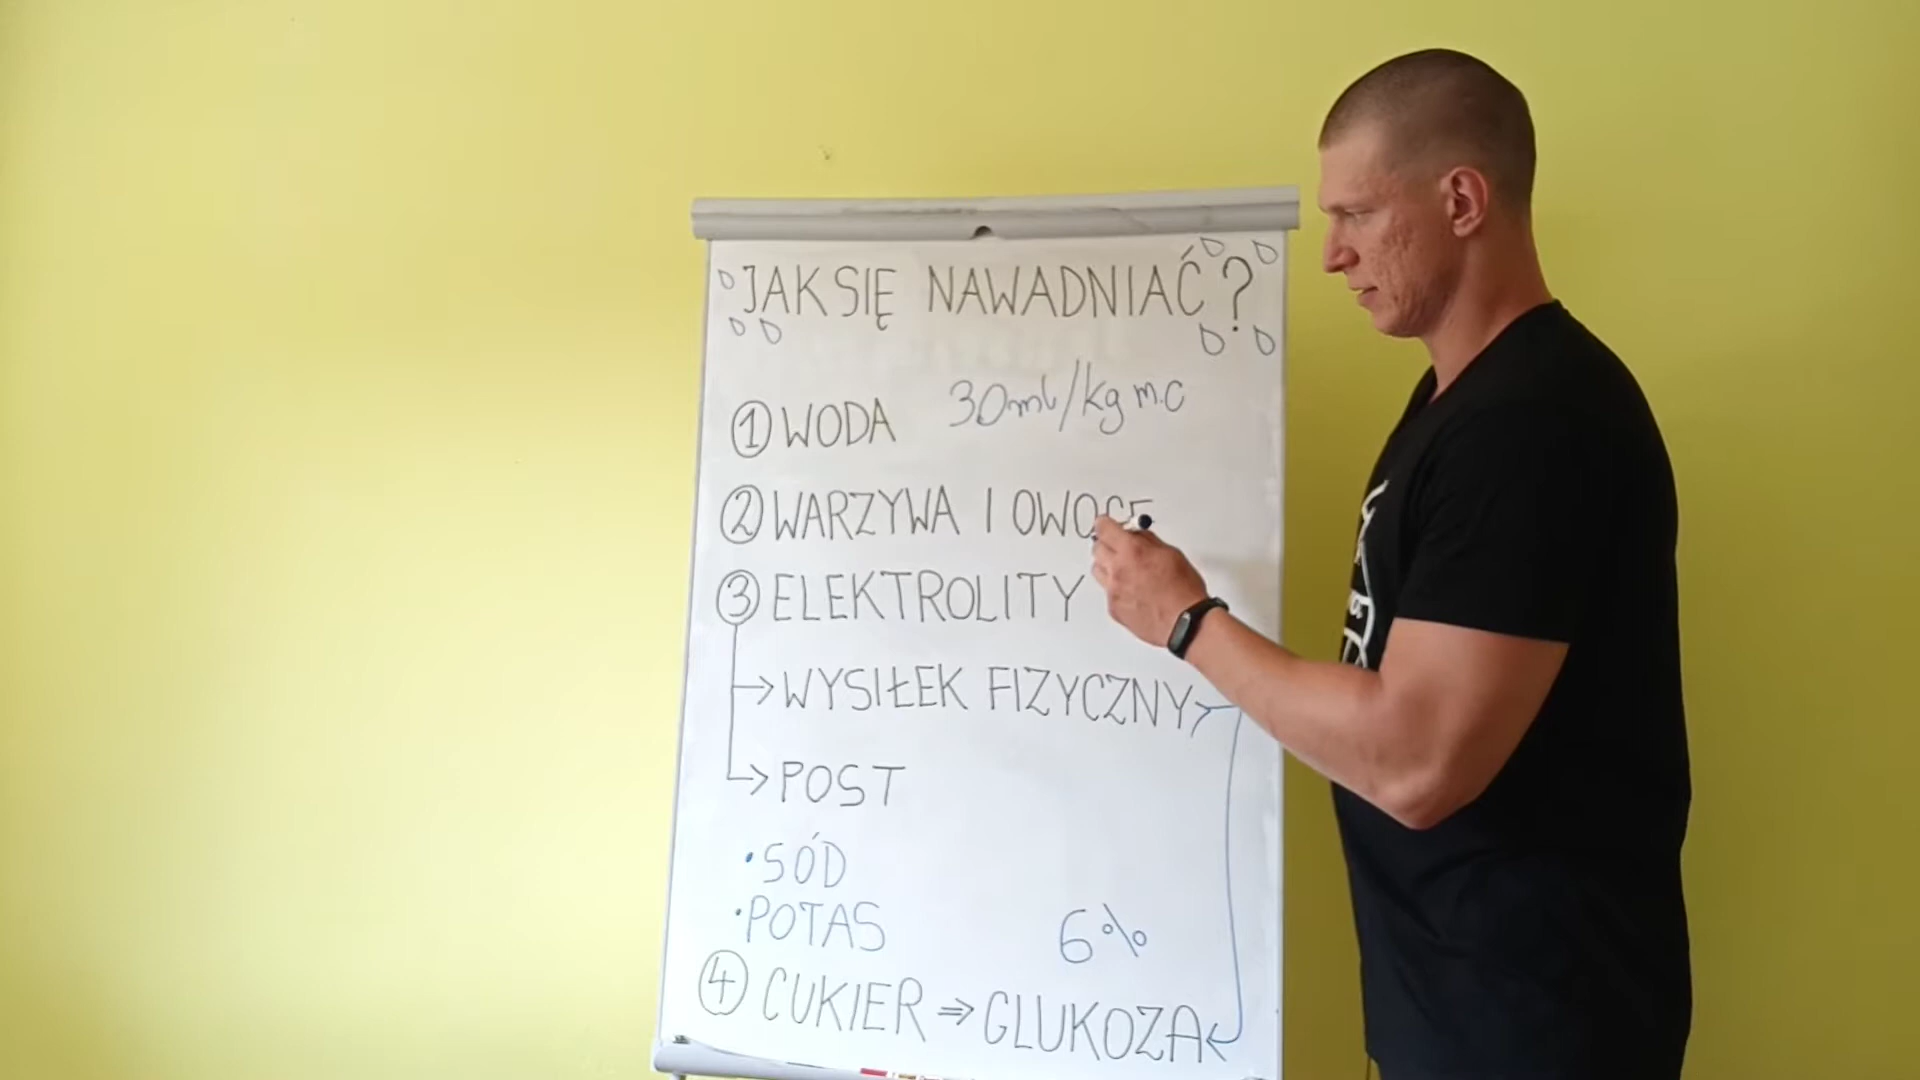 JAK SIĘ NAWADNIAĆ?
① WODA 30ml/kg m.c
② WARZYWA I OWOCE
③ ELEKTROLITY
→ WYSIŁEK FIZYCZNY
→ POST
• SÓD
• POTAS
6%
④ CUKIER ⇒ GLUKOZA